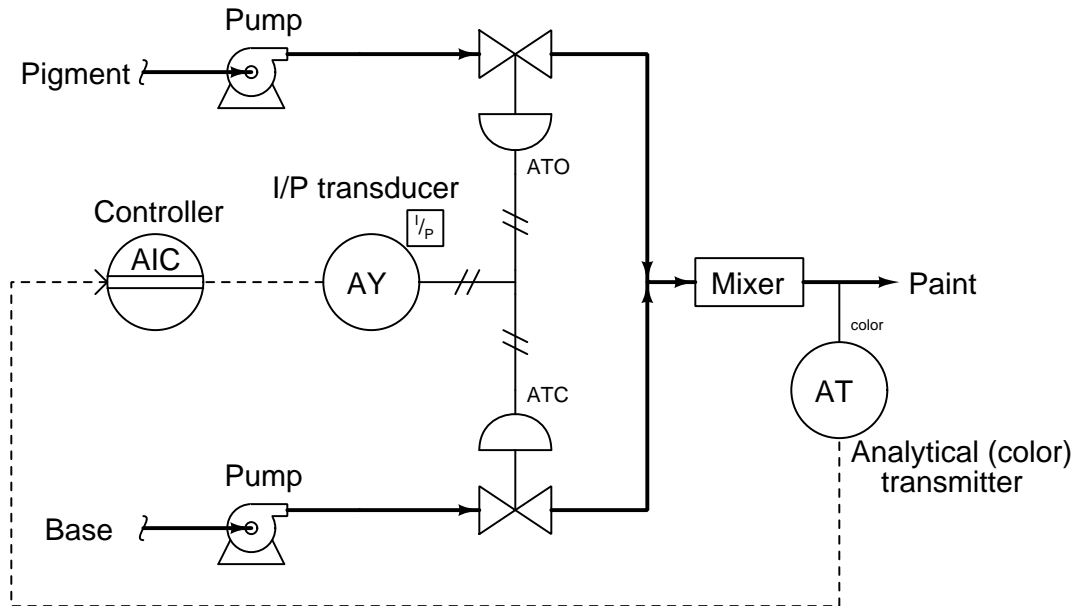 Pump
Pigment
ATO
I/P transducer
I/P
Controller
AIC
AY
Mixer
Paint
color
ATC
AT
Analytical (color)
transmitter
Pump
Base